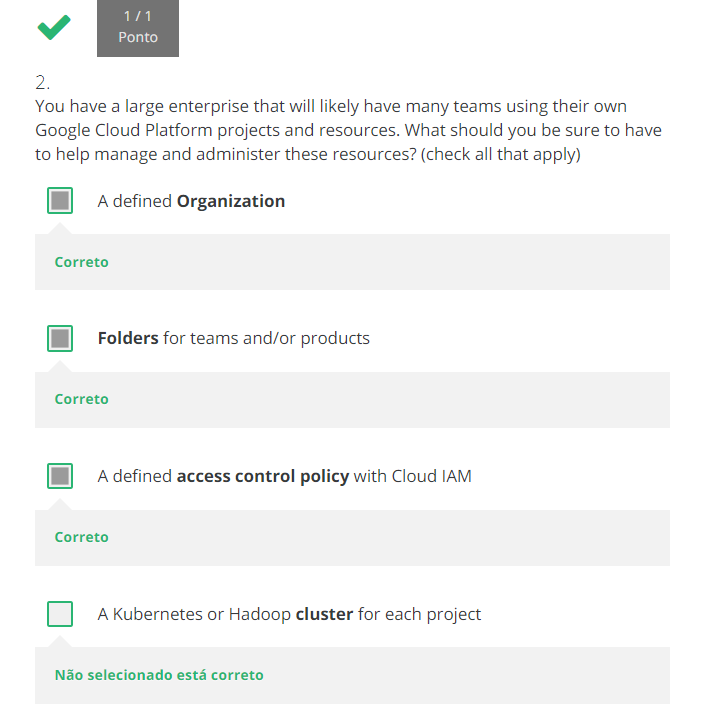 1 / 1
Ponto
2.
You have a large enterprise that will likely have many teams using their own
Google Cloud Platform projects and resources. What should you be sure to have
to help manage and administer these resources? (check all that apply)
A defined Organization
Correto
Folders for teams and/or products
Correto
A defined access control policy with Cloud IAM
Correto
A Kubernetes or Hadoop cluster for each project
Não selecionado está correto